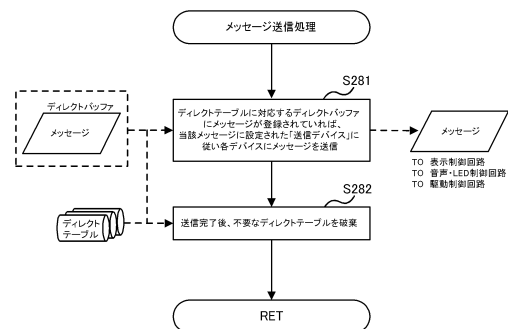 メッセージ送信処理
S281
ディレクトバッファ
メッセージ
ディレクトテーブルに対応するディレクトバッファ
にメッセージが登録されていれば、
当該メッセージに設定された「送信デバイス」に
従い各デバイスにメッセージを送信
メッセージ
TO 表示制御回路
TO 音声・LED制御回路
TO 駆動制御回路
S282
ディレクト
テーブル
送信完了後、不要なディレクトテーブルを破棄
RET